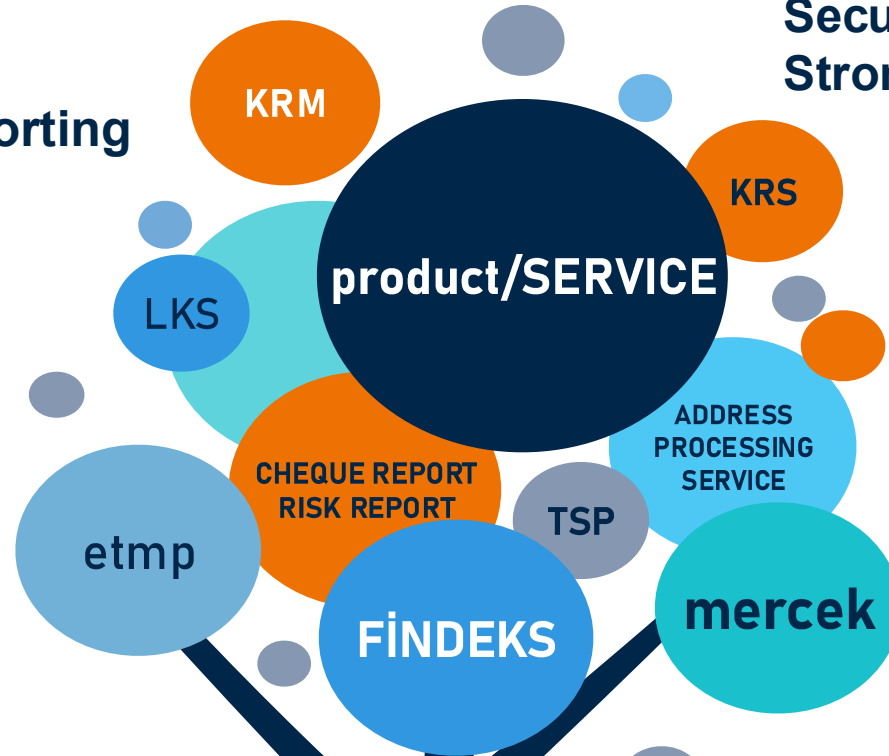 Secu
Stron
orting
KRM
KRS
product/SERVICE
LKS
ADDRESS
PROCESSING
SERVICE
CHEQUE REPORT
RISK REPORT
TSP
etmp
mercek
FİNDEKS